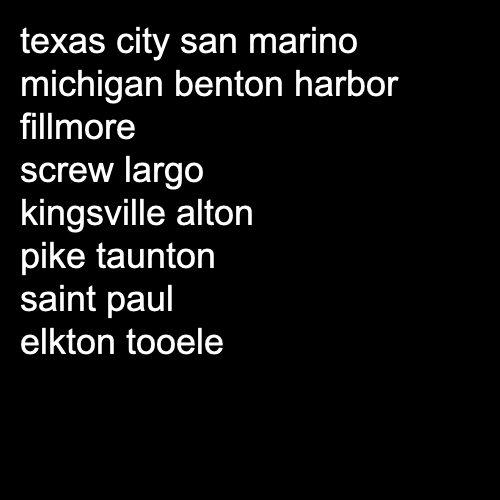 texas city san marino
michigan benton harbor
fillmore
screw largo
kingsville alton
pike taunton
saint paul
elkton tooele